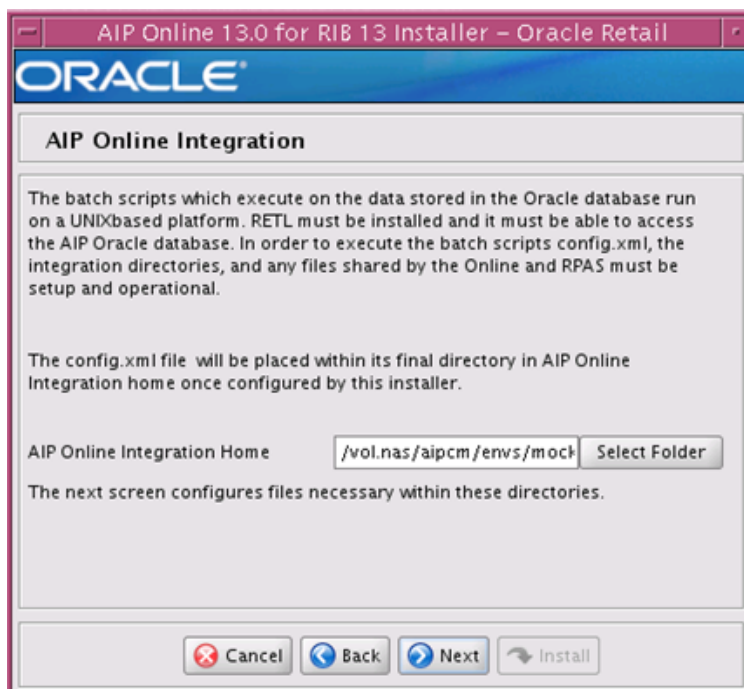 AIP Online 13.0 for RIB 13 Installer – Oracle Retail
ORACLE®
AIP Online Integration
The batch scripts which execute on the data stored in the Oracle database run
on a UNIXbased platform. RETL must be installed and it must be able to access
the AIP Oracle database. In order to execute the batch scripts config.xml, the
integration directories, and any files shared by the Online and RPAS must be
setup and operational.
The config.xml file will be placed within its final directory in AIP Online
Integration home once configured by this installer.
AIP Online Integration Home /vol.nas/aipcm/envs/mock Select Folder
The next screen configures files necessary within these directories.
Cancel Back Next Install